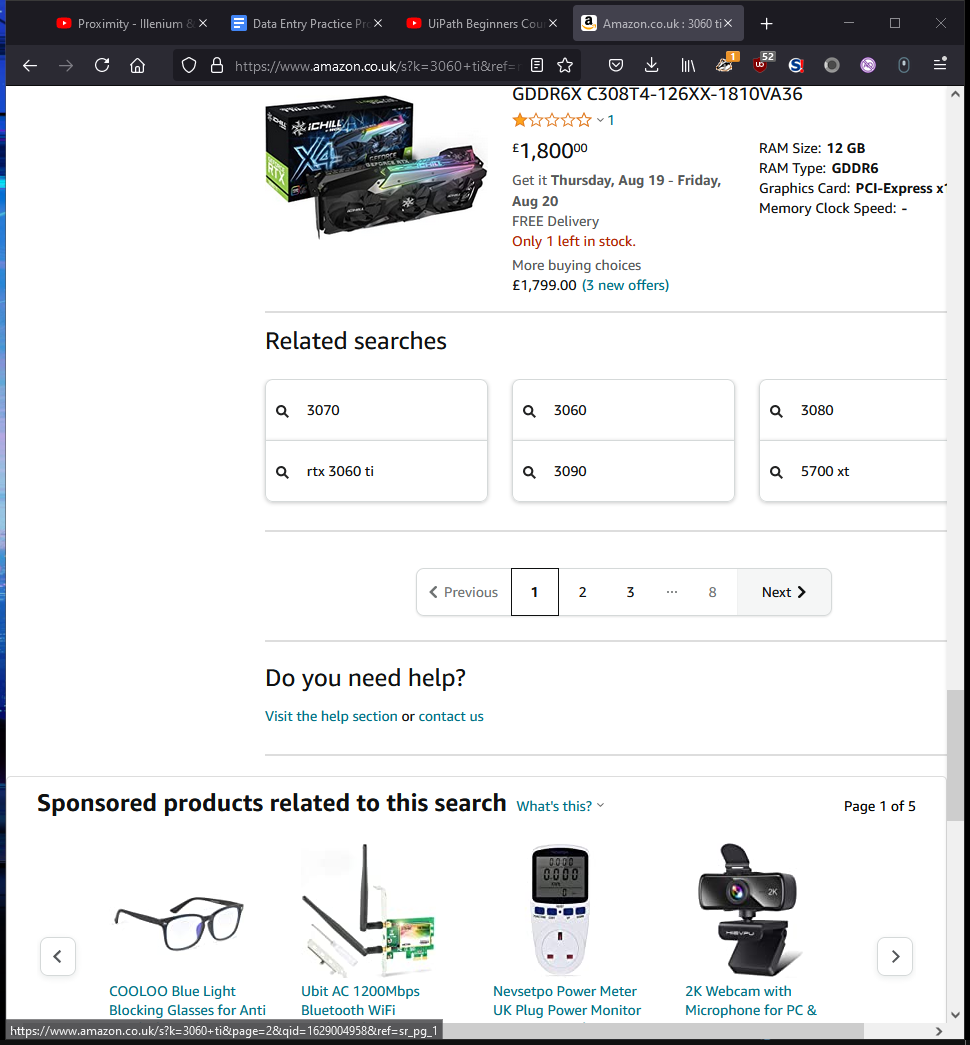 Proximity - Illenium &
Data Entry Practice Pr
UiPath Beginners Cou
Amazon.co.uk : 3060 ti
https://www.amazon.co.uk/s?k=3060+ti&ref=
1
52
GDDR6X C308T4-126XX-1810VA36
1
£1,800.00
RAM Size: 12 GB
RAM Type: GDDR6
Graphics Card: PCI-Express x
Memory Clock Speed: -
Get it Thursday, Aug 19 - Friday,
Aug 20
FREE Delivery
Only 1 left in stock.
More buying choices
£1,799.00 (3 new offers)
iCHILL
X4
GEFORCE
RTX
Related searches
3070
3060
3080
rtx 3060 ti
3090
5700 xt
Previous 1 2 3 ... 8 Next
Do you need help?
Visit the help section or contact us
Sponsored products related to this search What's this?
Page 1 of 5
2K
COOLOO Blue Light
Blocking Glasses for Anti
Ubit AC 1200Mbps
Bluetooth WiFi
Nevsetpo Power Meter
UK Plug Power Monitor
2K Webcam with
Microphone for PC &
https://www.amazon.co.uk/s?k=3060+ti&page=2&qid=1629004958&ref=sr_pg_1